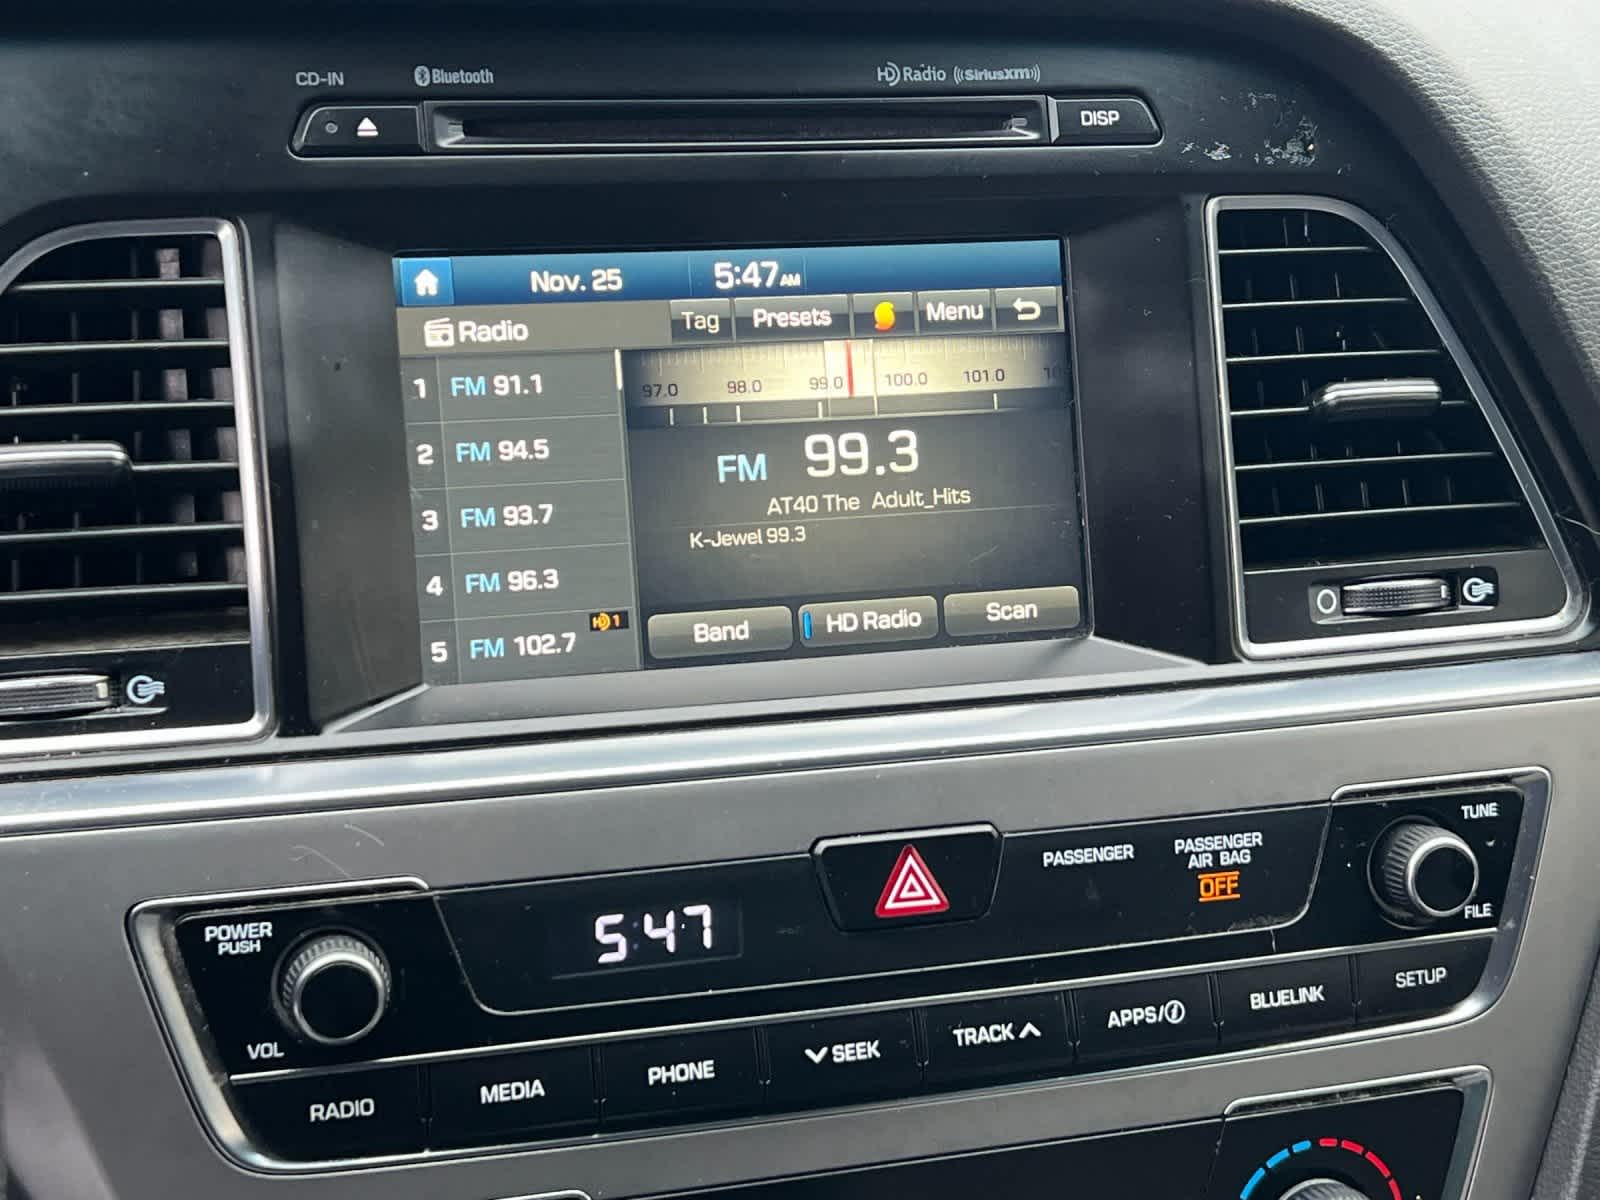 CD-IN Bluetooth HD Radio ((SiriusXM))
DISP
Nov. 25 5:47 AM
Radio Tag Presets Menu
97.0 98.0 99.0 100.0 101.0
1 FM 91.1
2 FM 94.5
3 FM 93.7
4 FM 96.3
5 FM 102.7 HD 1
FM 99.3
AT40 The Adult_Hits
K-Jewel 99.3
Band HD Radio Scan
POWER
PUSH
VOL
5:47
PASSENGER
PASSENGER
AIR BAG
OFF
TUNE
FILE
RADIO MEDIA PHONE SEEK TRACK APPS/i BLUELINK SETUP